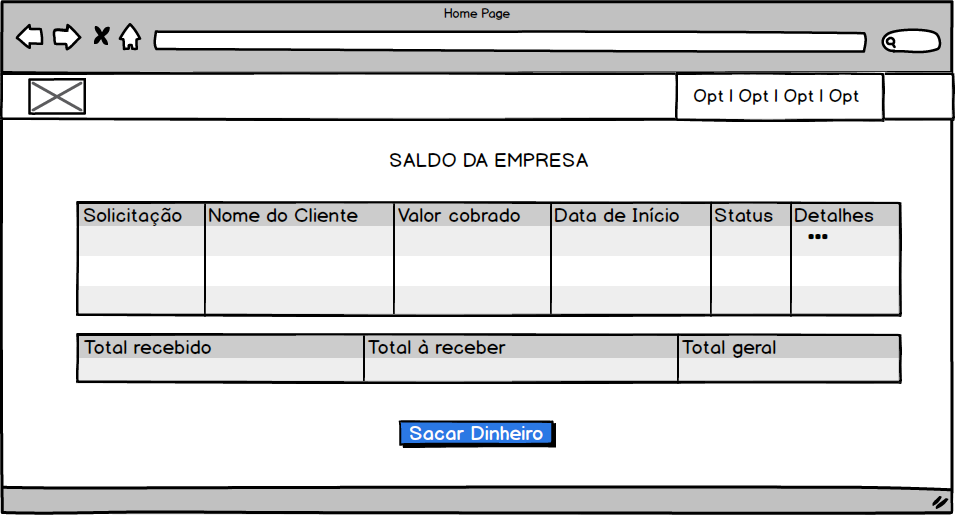 Home Page
Opt | Opt | Opt | Opt
SALDO DA EMPRESA
Solicitação Nome do Cliente Valor cobrado Data de Início Status Detalhes
•••
Total recebido Total à receber Total geral
Sacar Dinheiro